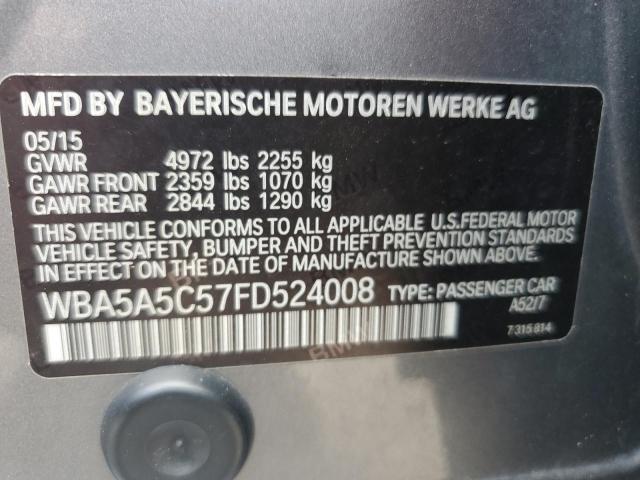 MFD BY BAYERISCHE MOTOREN WERKE AG
05/15
GVWR 4972 lbs 2255 kg
GAWR FRONT 2359 lbs 1070 kg
GAWR REAR 2844 lbs 1290 kg
THIS VEHICLE CONFORMS TO ALL APPLICABLE U.S.FEDERAL MOTOR
VEHICLE SAFETY, BUMPER AND THEFT PREVENTION STANDARDS
IN EFFECT ON THE DATE OF MANUFACTURE SHOWN ABOVE.
WBA5A5C57FD524008 TYPE: PASSENGER CAR
A52/7
7 315 814